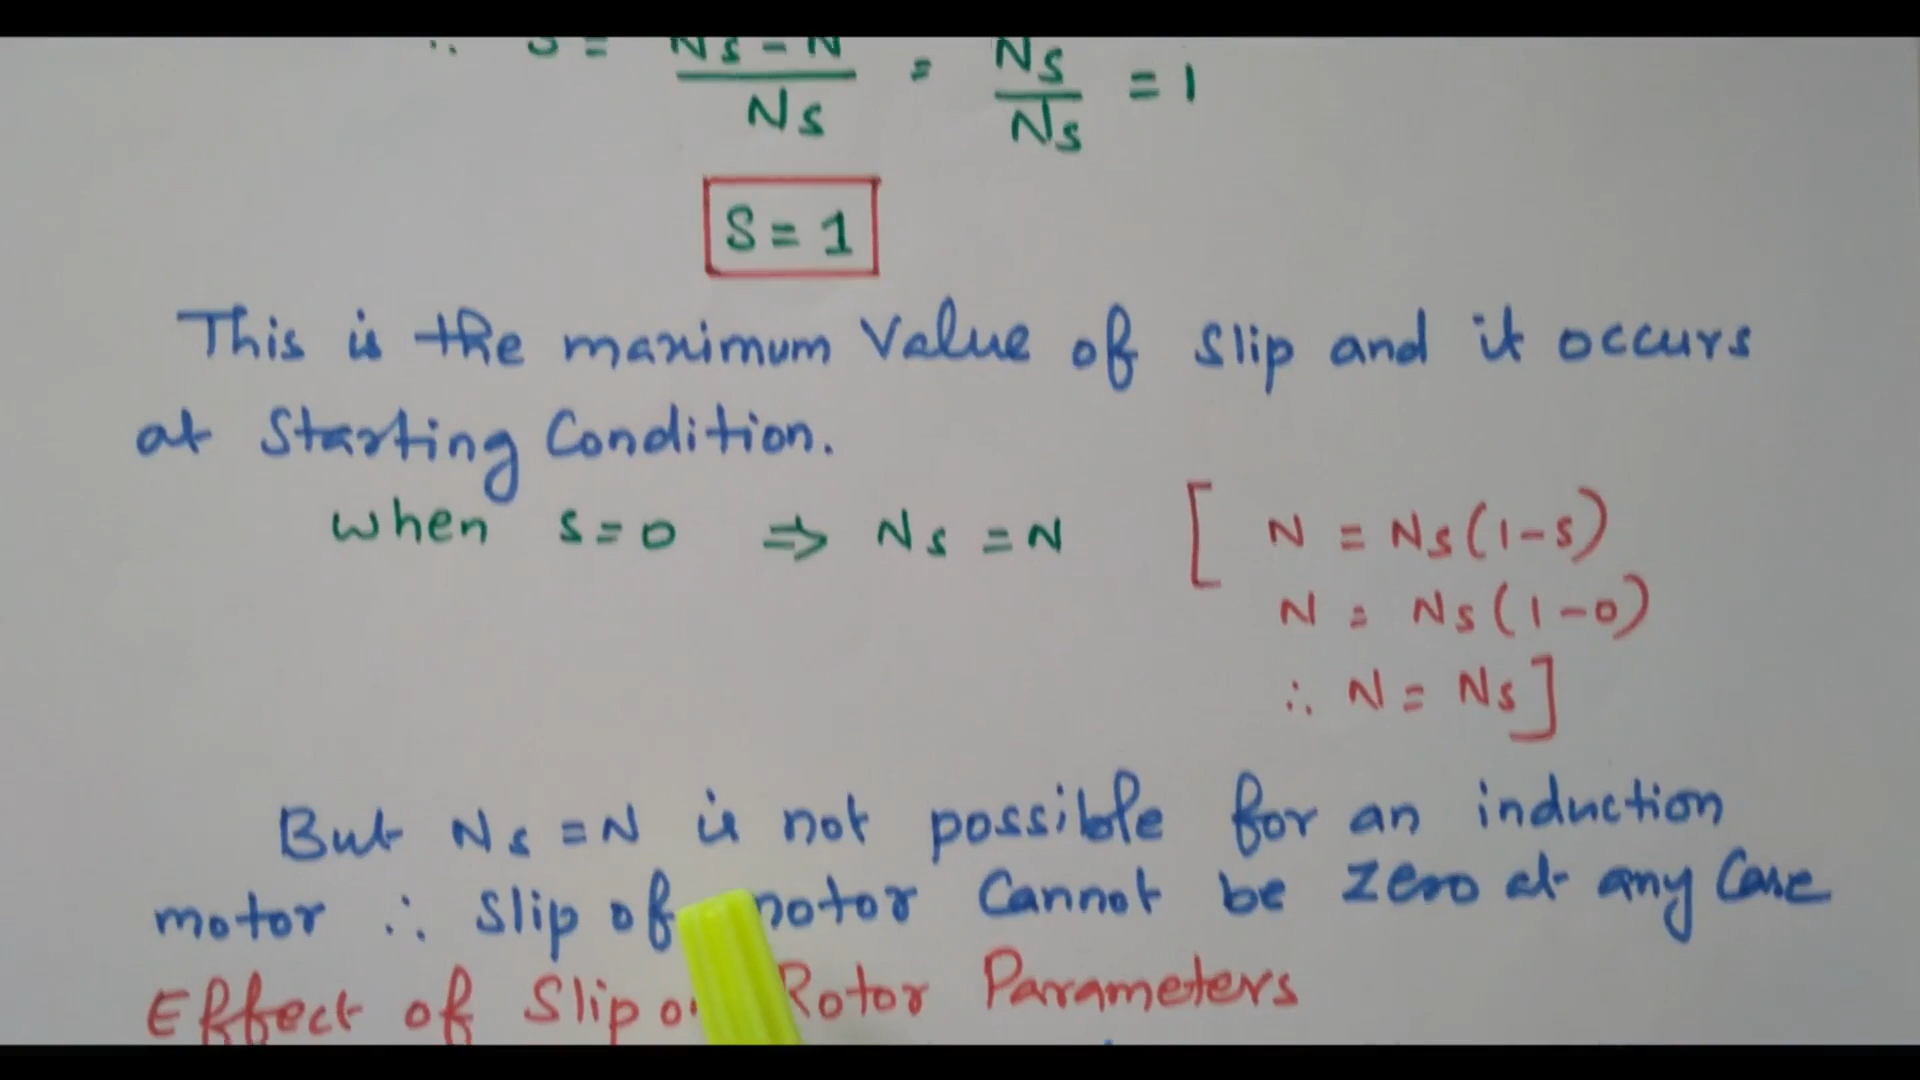 ∴ S = Ns - N / Ns = Ns / Ns = 1
S = 1
This is the maximum Value of slip and it occurs
at Starting Condition.
when s=0 ⇒ Ns = N [ N = Ns(1-s)
N = Ns(1-0)
∴ N = Ns ]
But Ns = N is not possible for an induction
motor ∴ slip of motor cannot be zero at any Case
Effect of Slip on Rotor Parameters